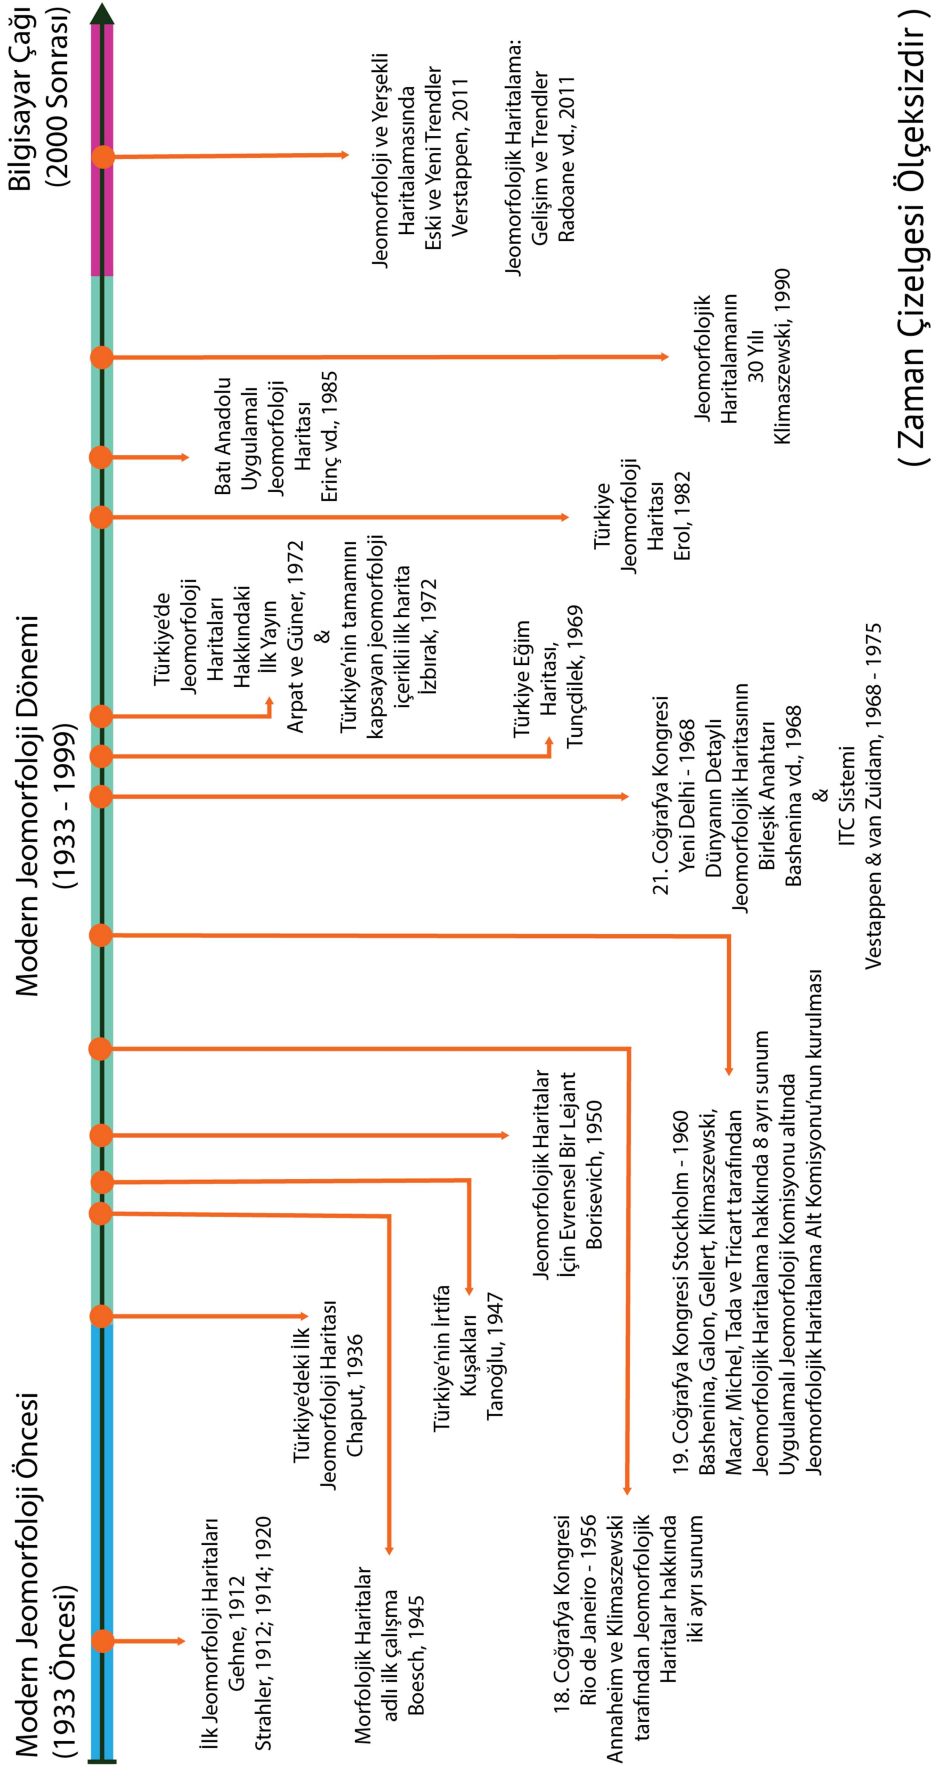 Modern Jeomorfoloji Öncesi
(1933 Öncesi)
Modern Jeomorfoloji Dönemi
(1933 - 1999)
Bilgisayar Çağı
(2000 Sonrası)
İlk Jeomorfoloji Haritaları
Gehne, 1912
Strahler, 1912; 1914; 1920
Türkiye'deki İlk
Jeomorfoloji Haritası
Chaput, 1936
Morfolojik Haritalar
adlı ilk çalışma
Boesch, 1945
Türkiye'nin İrtifa
Kuşakları
Tanoğlu, 1947
Jeomorfolojik Haritalar
İçin Evrensel Bir Lejant
Borisevich, 1950
18. Coğrafya Kongresi
Rio de Janeiro - 1956
Annaheim ve Klimaszewski
tarafından Jeomorfolojik
Haritalar hakkında
iki ayrı sunum
19. Coğrafya Kongresi Stockholm - 1960
Bashenina, Galon, Gellert, Klimaszewski,
Macar, Michel, Tada ve Tricart tarafından
Jeomorfolojik Haritalama hakkında 8 ayrı sunum
Uygulamalı Jeomorfoloji Komisyonu altında
Jeomorfolojik Haritalama Alt Komisyonu'nun kurulması
21. Coğrafya Kongresi
Yeni Delhi - 1968
Dünyanın Detaylı
Jeomorfolojik Haritasının
Birleşik Anahtarı
Bashenina vd., 1968
&
ITC Sistemi
Vestappen & van Zuidam, 1968 - 1975
Türkiye Eğim
Haritası,
Tunçdilek, 1969
Türkiye'de
Jeomorfoloji
Haritaları
Hakkındaki
İlk Yayın
Arpat ve Güner, 1972
&
Türkiye'nin tamamını
kapsayan jeomorfoloji
içerikli ilk harita
İzbırak, 1972
Türkiye
Jeomorfoloji
Haritası
Erol, 1982
Batı Anadolu
Uygulamalı
Jeomorfoloji
Haritası
Erinç vd., 1985
Jeomorfolojik
Haritalamanın
30 Yılı
Klimaszewski, 1990
Jeomorfoloji ve Yerşekli
Haritalamasında
Eski ve Yeni Trendler
Verstappen, 2011
Jeomorfolojik Haritalama:
Gelişim ve Trendler
Radoane vd., 2011
( Zaman Çizelgesi Ölçeksizdir )